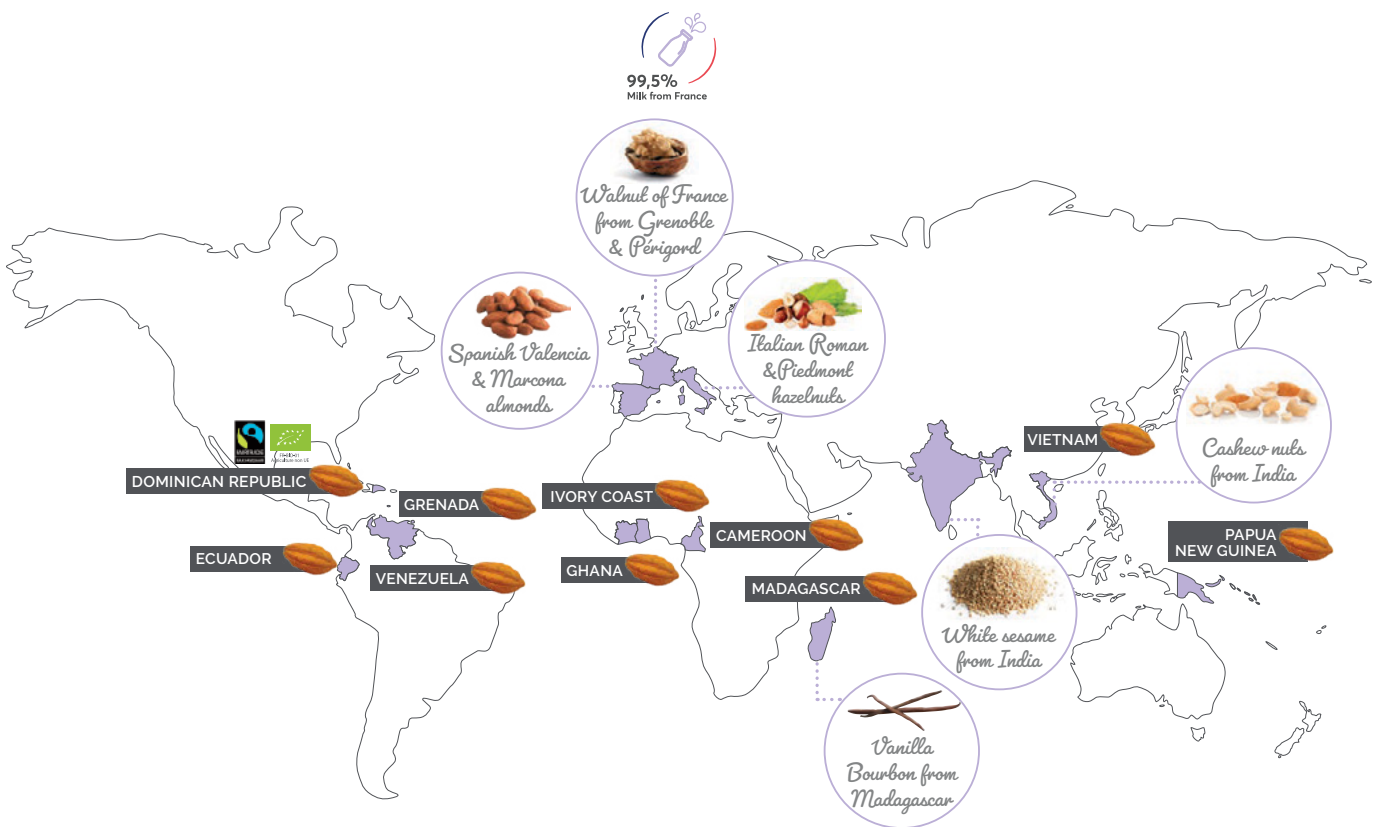 99,5%
Milk from France
Walnut of France
from Grenoble
& Périgord
Spanish Valencia
& Marcona
almonds
Italian Roman
&Piedmont
hazelnuts
Cashew nuts
from India
VIETNAM
DOMINICAN REPUBLIC
GRENADA
IVORY COAST
CAMEROON
PAPUA
NEW GUINEA
ECUADOR
VENEZUELA
GHANA
MADAGASCAR
White sesame
from India
Vanilla
Bourbon from
Madagascar